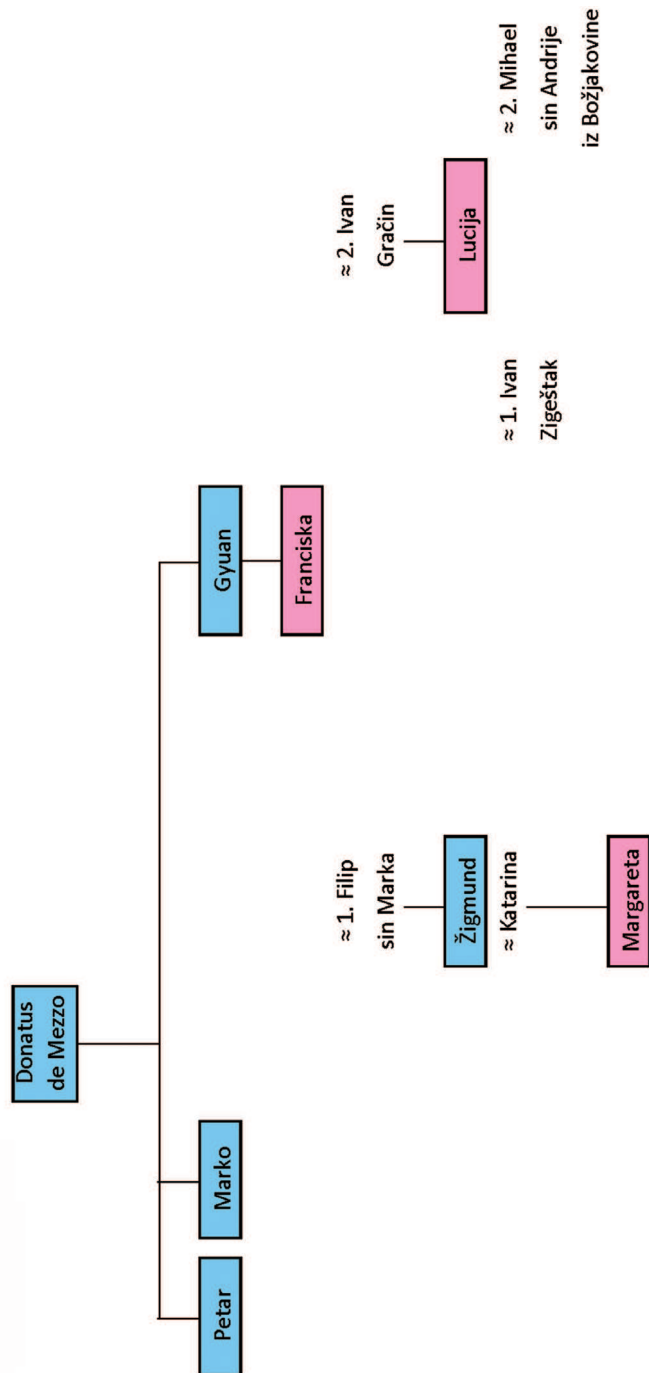 Donatus
de Mezzo
Petar
Marko
Gyuan
Franciska
≈ 1. Filip
sin Marka
≈ 2. Ivan
Gračin
Žigmund
≈ Katarina
Lucija
≈ 1. Ivan
Zigeštak
≈ 2. Mihael
sin Andrije
iz Božjakovine
Margareta